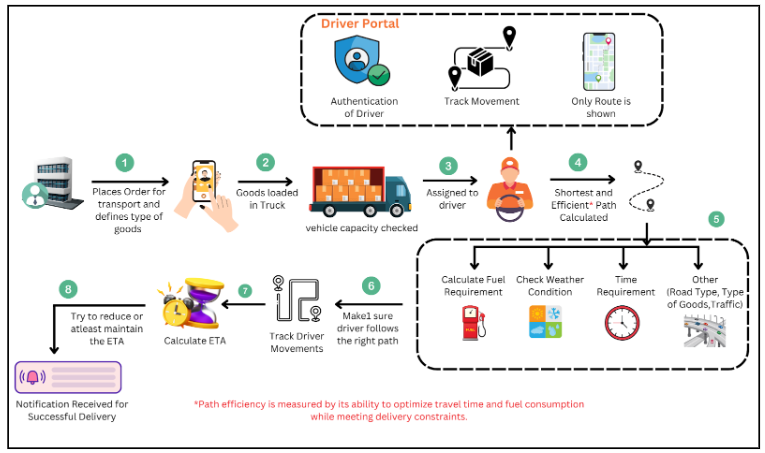 Driver Portal
Authentication
of Driver
Track Movement
Only Route is
shown
1
Places Order for
transport and
defines type of
goods
2
Goods loaded
in Truck
vehicle capacity checked
3
Assigned to
driver
4
Shortest and
Efficient* Path
Calculated
5
Calculate Fuel
Requirement
Check Weather
Condition
Time
Requirement
Other
(Road Type, Type
of Goods,Traffic)
6
Make1 sure
driver follows
the right path
Track Driver
Movements
7
Calculate ETA
8
Try to reduce or
atleast maintain
the ETA
Notification Received for
Successful Delivery
*Path efficiency is measured by its ability to optimize travel time and fuel consumption
while meeting delivery constraints.